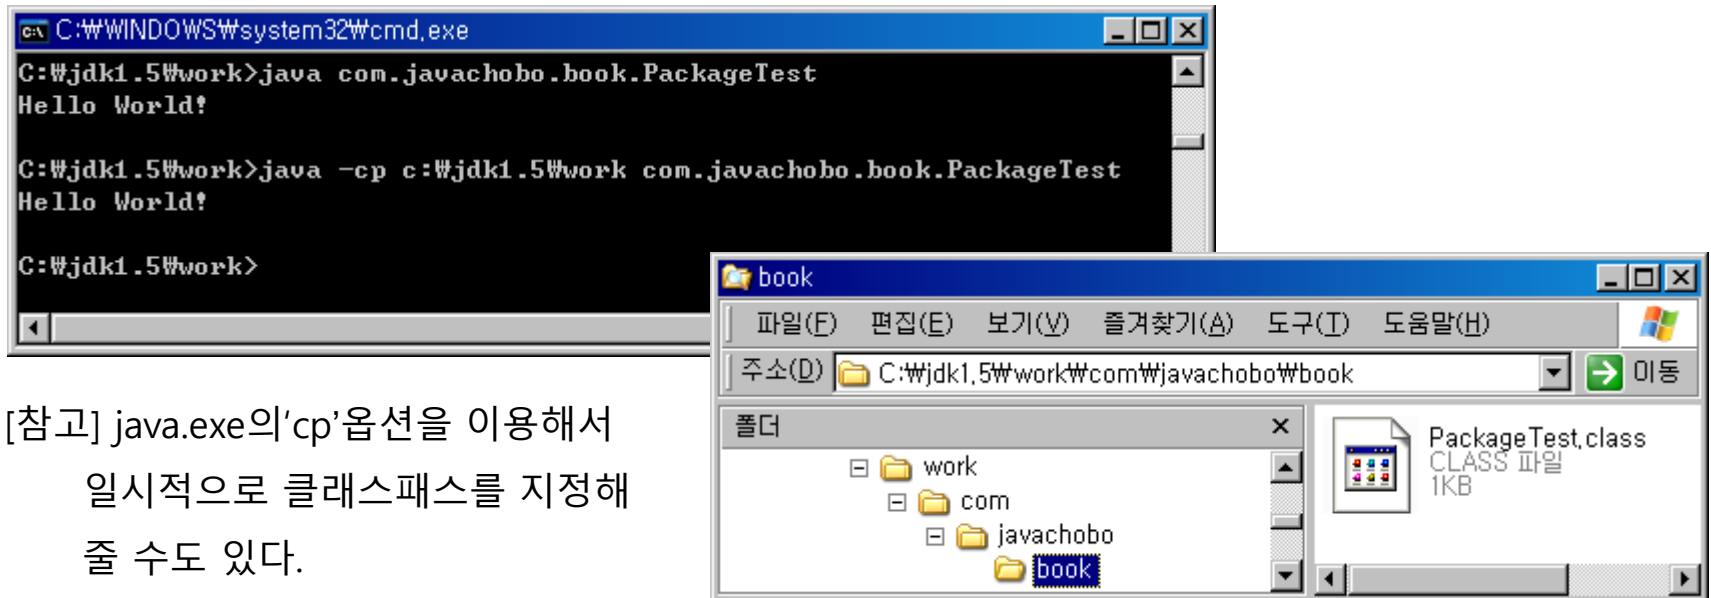 C:₩WINDOWS₩system32₩cmd.exe
C:₩jdk1.5₩work>java com.javachobo.book.PackageTest
Hello World!
C:₩jdk1.5₩work>java -cp c:₩jdk1.5₩work com.javachobo.book.PackageTest
Hello World!
C:₩jdk1.5₩work>
book
파일(F) 편집(E) 보기(V) 즐겨찾기(A) 도구(T) 도움말(H)
주소(D) C:₩jdk1.5₩work₩com₩javachobo₩book 이동
폴더
work
com
javachobo
book
PackageTest.class
CLASS 파일
1KB
[참고] java.exe의‘cp’옵션을 이용해서
일시적으로 클래스패스를 지정해
줄 수도 있다.